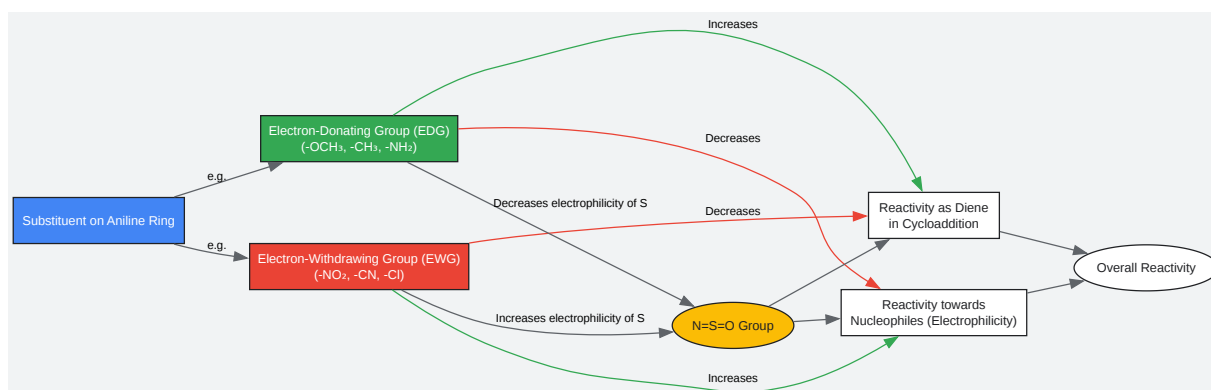 Increases
Electron-Donating Group (EDG)
(-OCH₃, -CH₃, -NH₂)
Decreases
e.g.
Substituent on Aniline Ring
Decreases electrophilicity of S
Decreases
Reactivity as Diene
in Cycloaddition
e.g.
Electron-Withdrawing Group (EWG)
(-NO₂, -CN, -Cl)
Overall Reactivity
Increases electrophilicity of S
N=S=O Group
Reactivity towards
Nucleophiles (Electrophilicity)
Increases